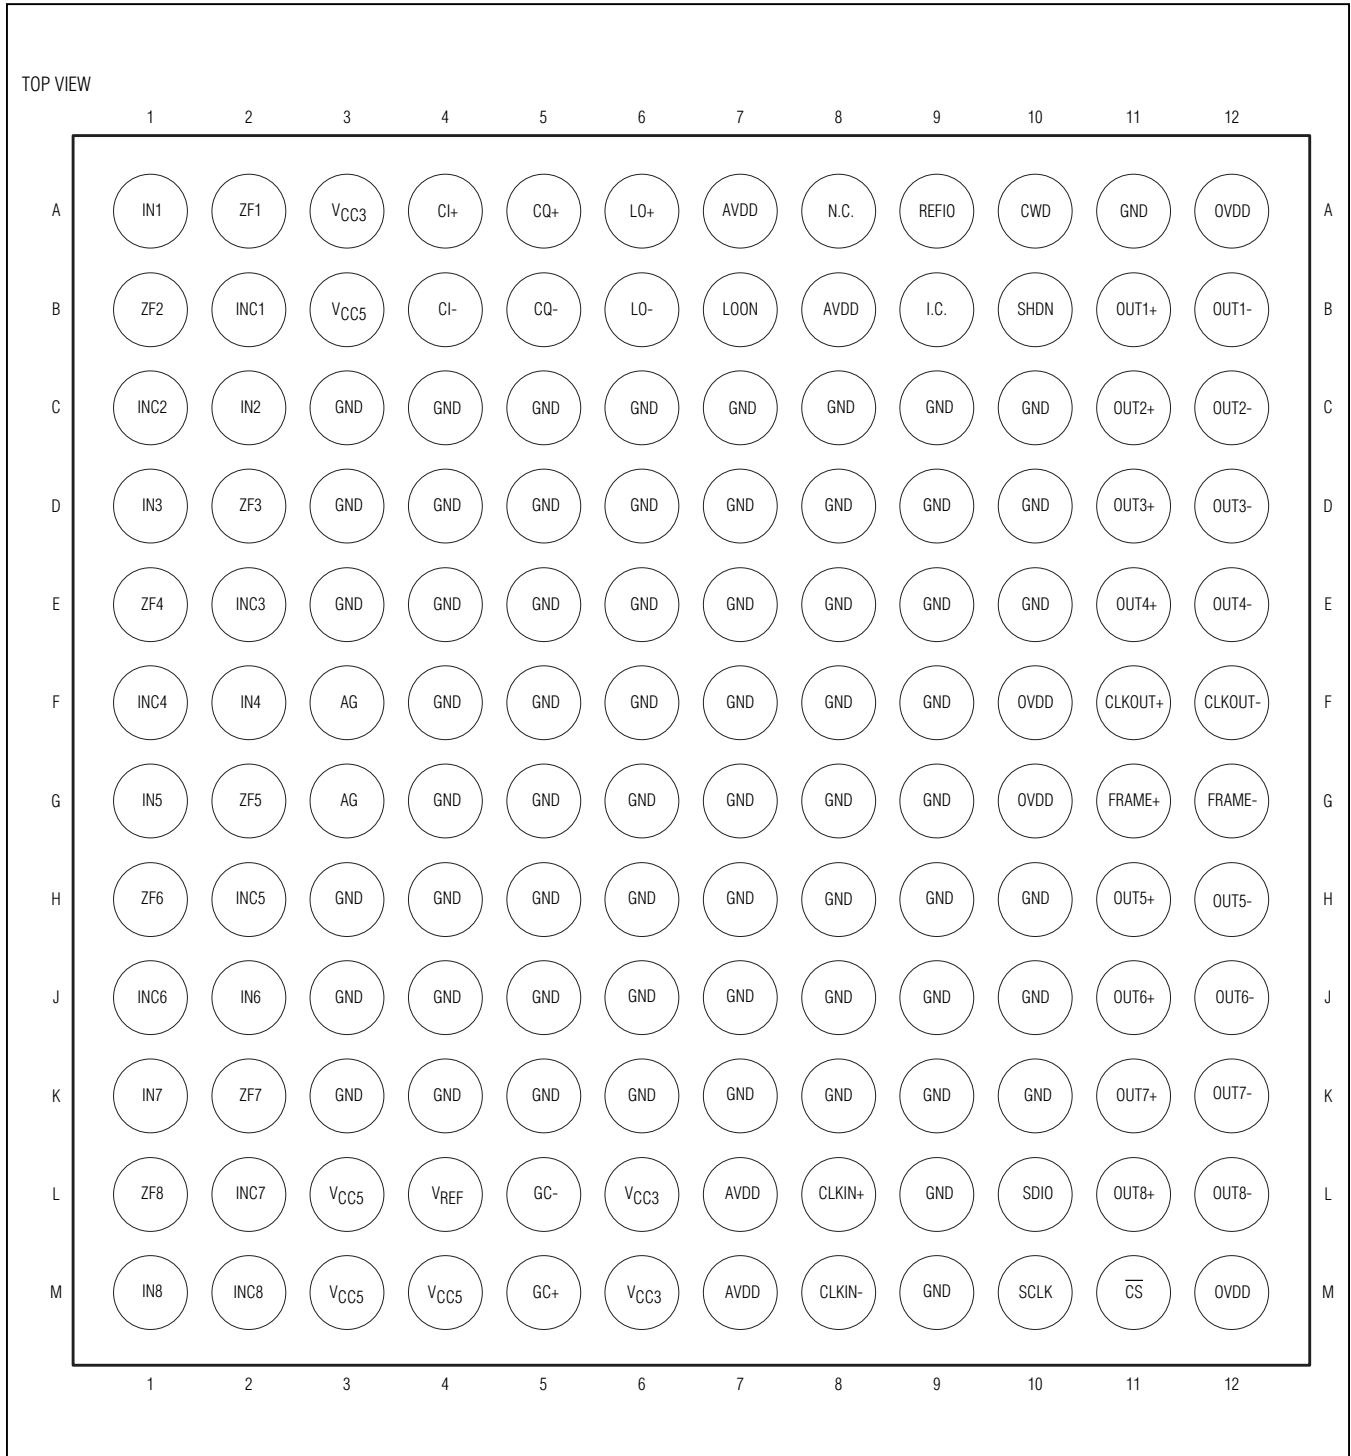 TOP VIEW
1 2 3 4 5 6 7 8 9 10 11 12
A IN1 ZF1 VCC3 CI+ CQ+ LO+ AVDD N.C. REFIO CWD GND OVDD A
B ZF2 INC1 VCC5 CI- CQ- LO- LOON AVDD I.C. SHDN OUT1+ OUT1- B
C INC2 IN2 GND GND GND GND GND GND GND GND OUT2+ OUT2- C
D IN3 ZF3 GND GND GND GND GND GND GND GND OUT3+ OUT3- D
E ZF4 INC3 GND GND GND GND GND GND GND GND OUT4+ OUT4- E
F INC4 IN4 AG GND GND GND GND GND GND OVDD CLKOUT+ CLKOUT- F
G IN5 ZF5 AG GND GND GND GND GND GND OVDD FRAME+ FRAME- G
H ZF6 INC5 GND GND GND GND GND GND GND GND OUT5+ OUT5- H
J INC6 IN6 GND GND GND GND GND GND GND GND OUT6+ OUT6- J
K IN7 ZF7 GND GND GND GND GND GND GND GND OUT7+ OUT7- K
L ZF8 INC7 VCC5 VREF GC- VCC3 AVDD CLKIN+ GND SDIO OUT8+ OUT8- L
M IN8 INC8 VCC5 VCC5 GC+ VCC3 AVDD CLKIN- GND SCLK C̅S̅ OVDD M
1 2 3 4 5 6 7 8 9 10 11 12